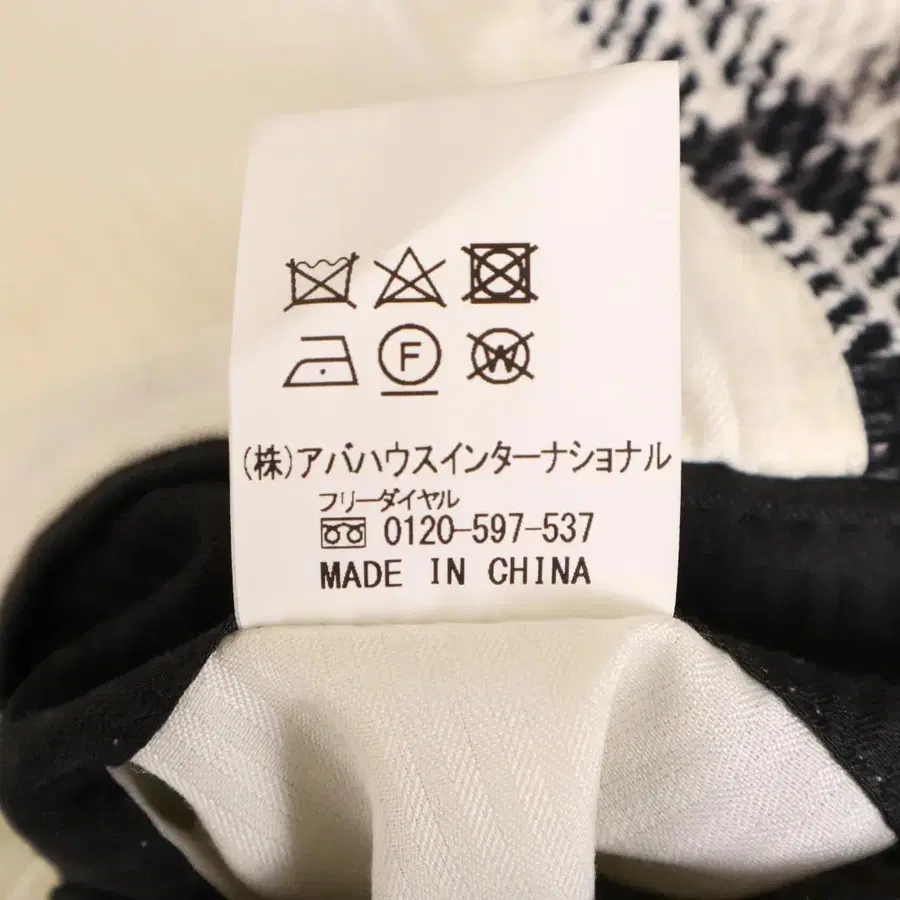 F W
(株)アバハウスインターナショナル
フリーダイヤル
0120-597-537
MADE IN CHINA